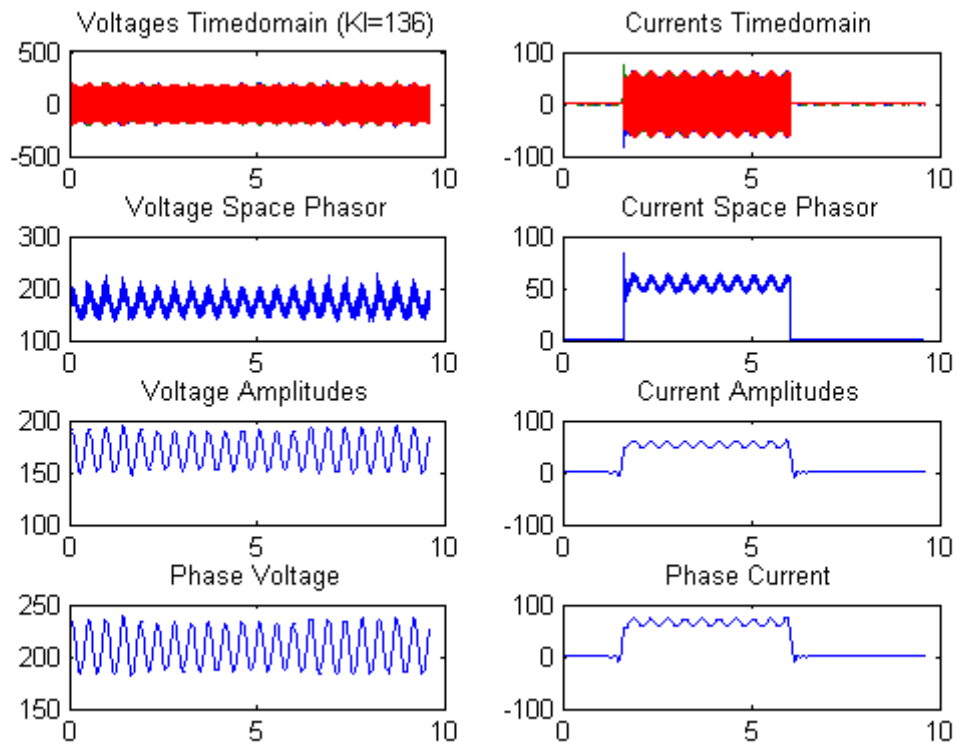 Voltages Timedomain (KI=136)
500
0
-500
0 5 10
Currents Timedomain
100
0
-100
0 5 10
Voltage Space Phasor
300
200
100
0 5 10
Current Space Phasor
100
50
0
0 5 10
Voltage Amplitudes
200
150
100
0 5 10
Current Amplitudes
100
0
-100
0 5 10
Phase Voltage
250
200
150
0 5 10
Phase Current
100
0
-100
0 5 10